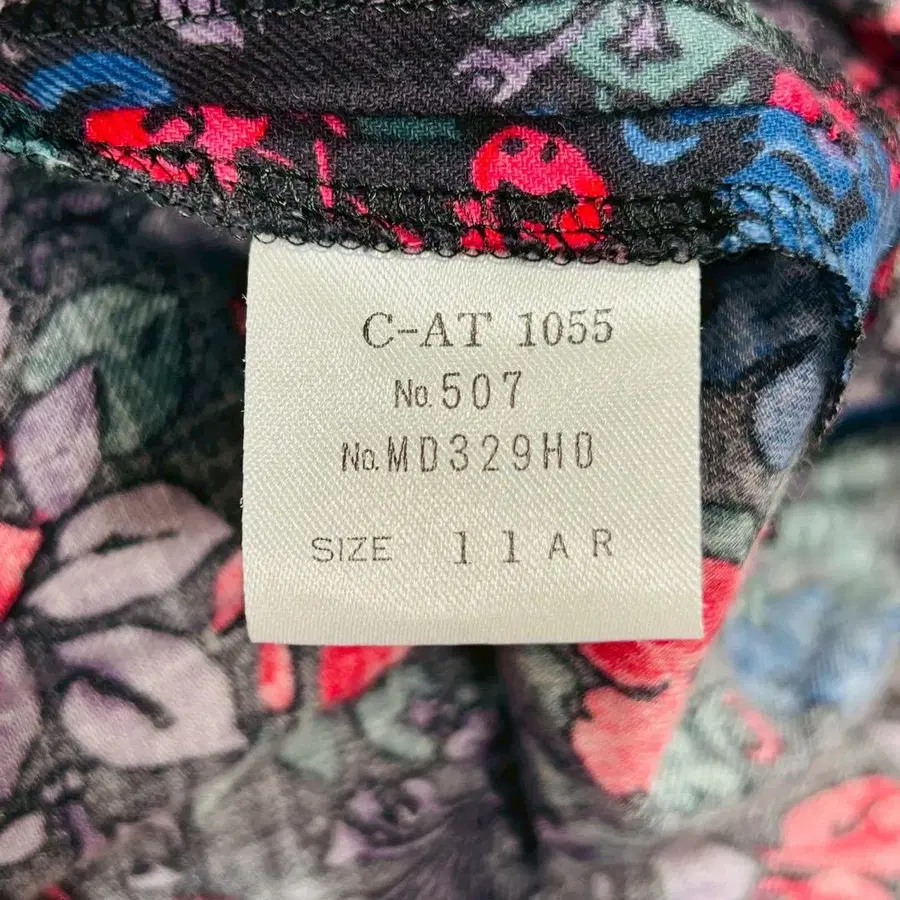 C-AT 1055
No.507
No.MD329H0
SIZE 11AR